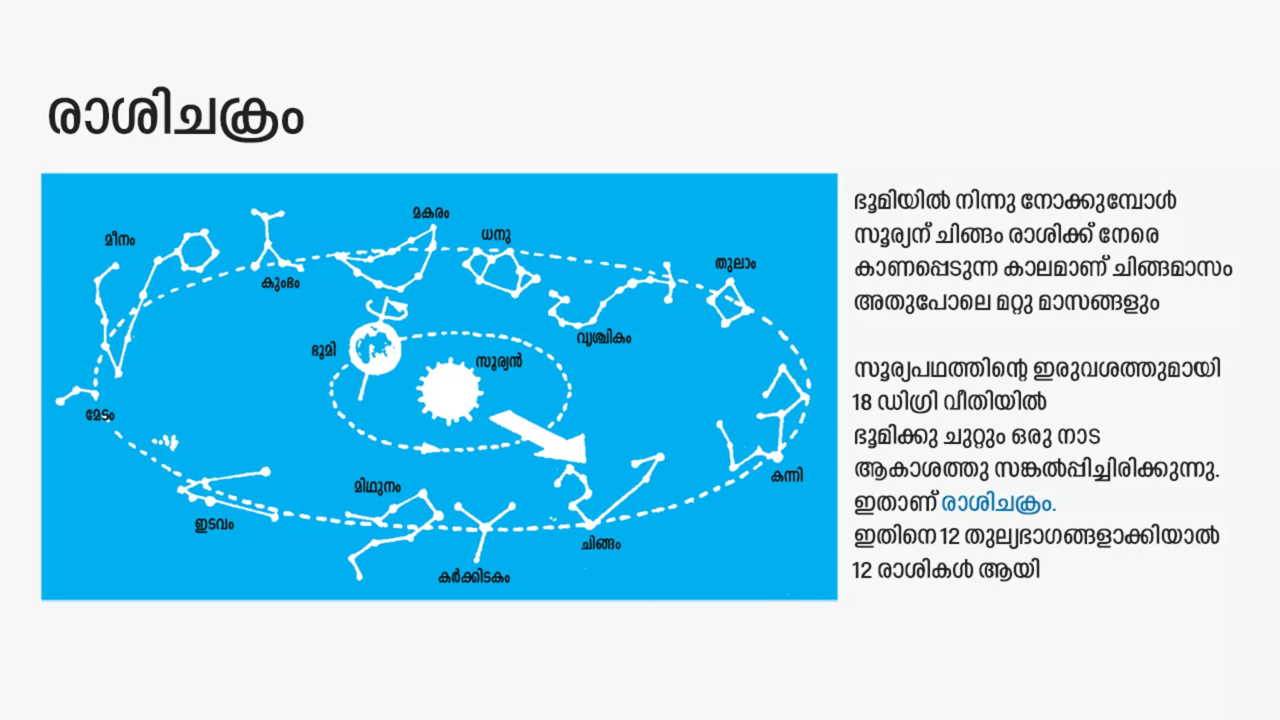 രാശിചക്രം
മകരം
ധനു
മീനം
തുലാം
കുംഭം
വൃശ്ചികം
ഭൂമി
സൂര്യൻ
മേടം
കന്നി
മിഥുനം
ഇടവം
ചിങ്ങം
കർക്കിടകം
ഭൂമിയിൽ നിന്നു നോക്കുമ്പോൾ
സൂര്യന് ചിങ്ങം രാശിക്ക് നേരെ
കാണപ്പെടുന്ന കാലമാണ് ചിങ്ങമാസം
അതുപോലെ മറ്റു മാസങ്ങളും
സൂര്യപഥത്തിന്റെ ഇരുവശത്തുമായി
18 ഡിഗ്രി വീതിയിൽ
ഭൂമിക്കു ചുറ്റും ഒരു നാട
ആകാശത്തു സങ്കൽപ്പിച്ചിരിക്കുന്നു.
ഇതാണ് രാശിചക്രം.
ഇതിനെ 12 തുല്യഭാഗങ്ങളാക്കിയാൽ
12 രാശികൾ ആയി